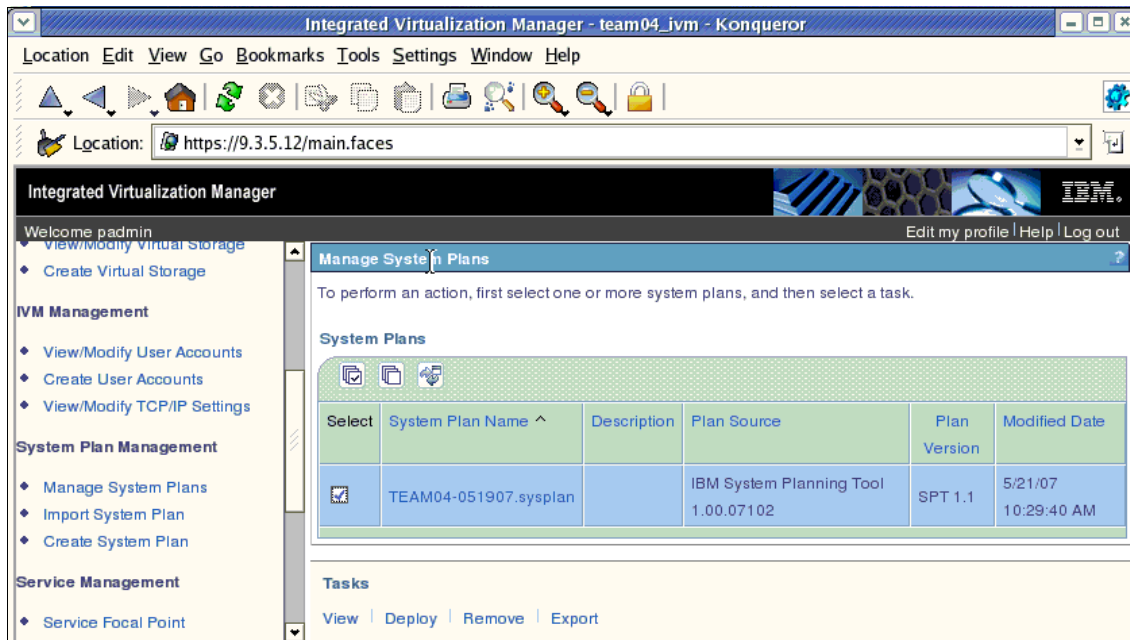 Integrated Virtualization Manager - team04_ivm - Konqueror
Location Edit View Go Bookmarks Tools Settings Window Help
Location: https://9.3.5.12/main.faces
Integrated Virtualization Manager
IBM.
Welcome padmin
Edit my profile Help Log out
View/Modify Virtual Storage
Create Virtual Storage
IVM Management
View/Modify User Accounts
Create User Accounts
View/Modify TCP/IP Settings
System Plan Management
Manage System Plans
Import System Plan
Create System Plan
Service Management
Service Focal Point
Manage System Plans ?
To perform an action, first select one or more system plans, and then select a task.
System Plans
Select System Plan Name ^ Description Plan Source Plan Version Modified Date
TEAM04-051907.sysplan IBM System Planning Tool 1.00.07102 SPT 1.1 5/21/07 10:29:40 AM
Tasks
View Deploy Remove Export